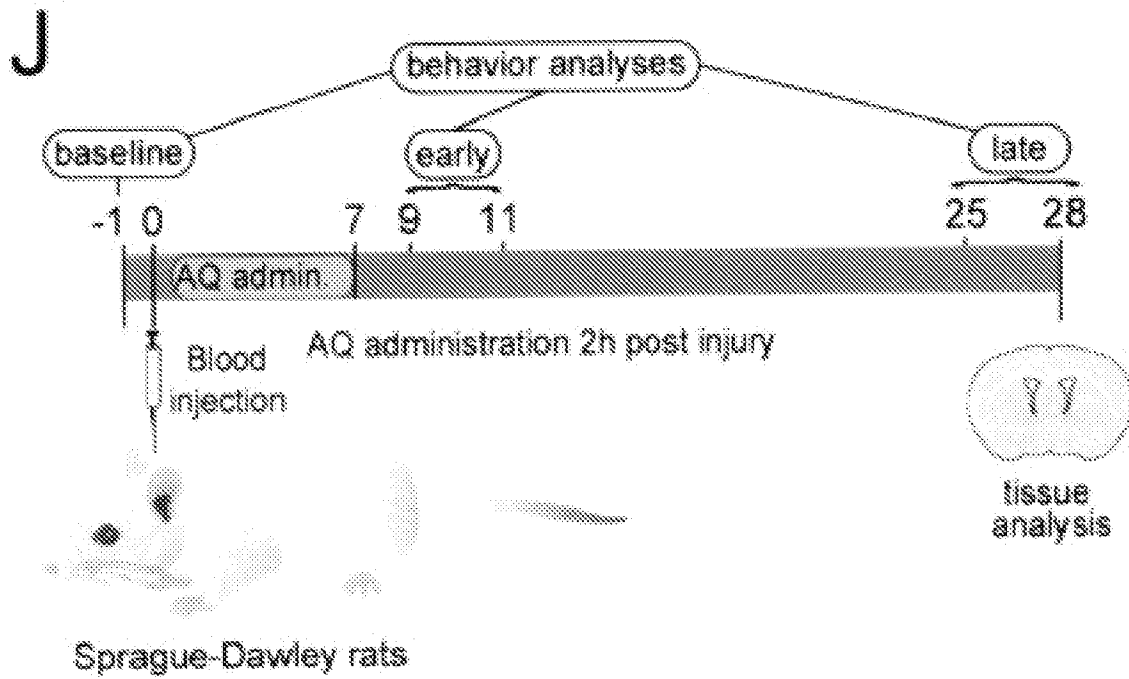 J
behavior analyses
baseline
early
late
-1 0 7 9 11 25 28
AQ admin.
Blood
injection
AQ administration 2h post injury
tissue
analysis
Sprague-Dawley rats